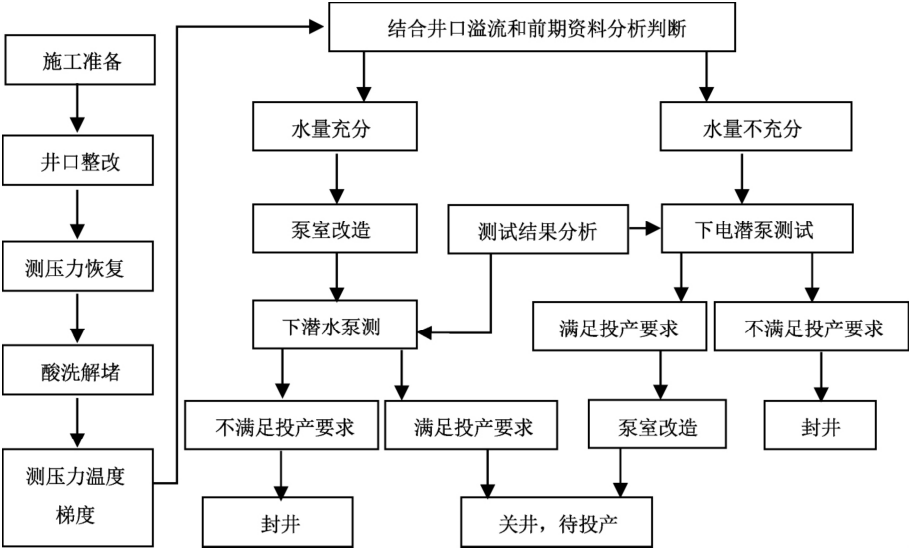 施工准备
井口整改
测压力恢复
酸洗解堵
测压力温度
梯度
结合井口溢流和前期资料分析判断
水量充分
水量不充分
泵室改造
测试结果分析
下电潜泵测试
下潜水泵测
满足投产要求
不满足投产要求
不满足投产要求
满足投产要求
泵室改造
封井
封井
关井，待投产